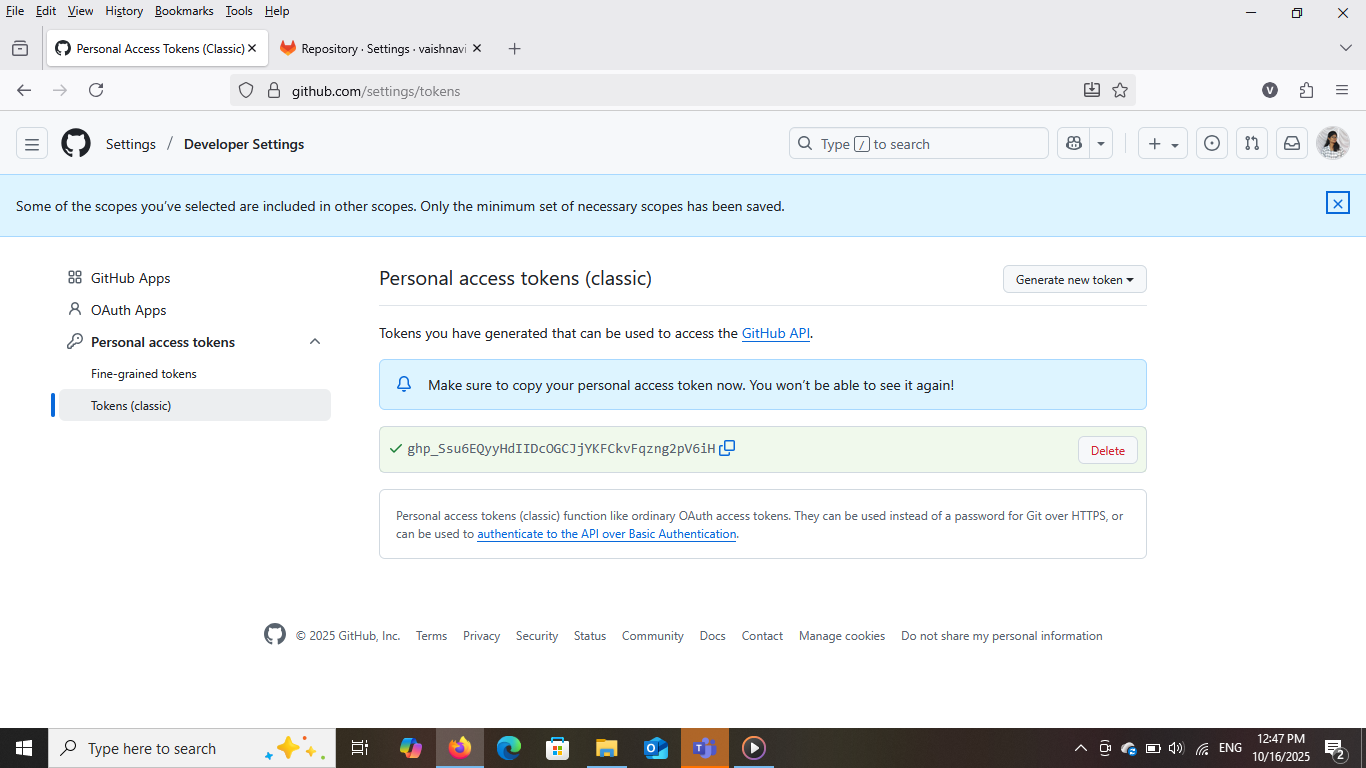 File Edit View History Bookmarks Tools Help
Personal Access Tokens (Classic) Repository · Settings · vaishnavi
github.com/settings/tokens
V
Settings / Developer Settings
Type / to search
Some of the scopes you've selected are included in other scopes. Only the minimum set of necessary scopes has been saved.
GitHub Apps
OAuth Apps
Personal access tokens
Fine-grained tokens
Tokens (classic)
Personal access tokens (classic)
Generate new token
Tokens you have generated that can be used to access the GitHub API.
Make sure to copy your personal access token now. You won't be able to see it again!
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
Delete
Personal access tokens (classic) function like ordinary OAuth access tokens. They can be used instead of a password for Git over HTTPS, or
can be used to authenticate to the API over Basic Authentication.
© 2025 GitHub, Inc. Terms Privacy Security Status Community Docs Contact Manage cookies Do not share my personal information
Type here to search
ENG
12:47 PM
10/16/2025
2